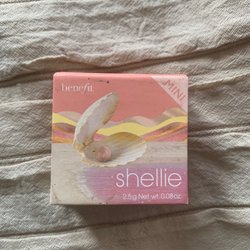 benefit
MINI
shellie
2.5g Net wt. 0.08oz.